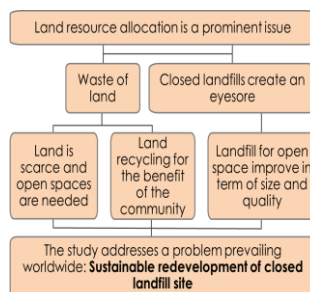 Land resource allocation is a prominent issue
Waste of
land
Closed landfills create an
eyesore
Land is
scarce and
open spaces
are needed
Land
recycling for
the benefit
of the
community
Landfill for open
space improve in
term of size and
quality
The study addresses a problem prevailing
worldwide: Sustainable redevelopment of closed
landfill site